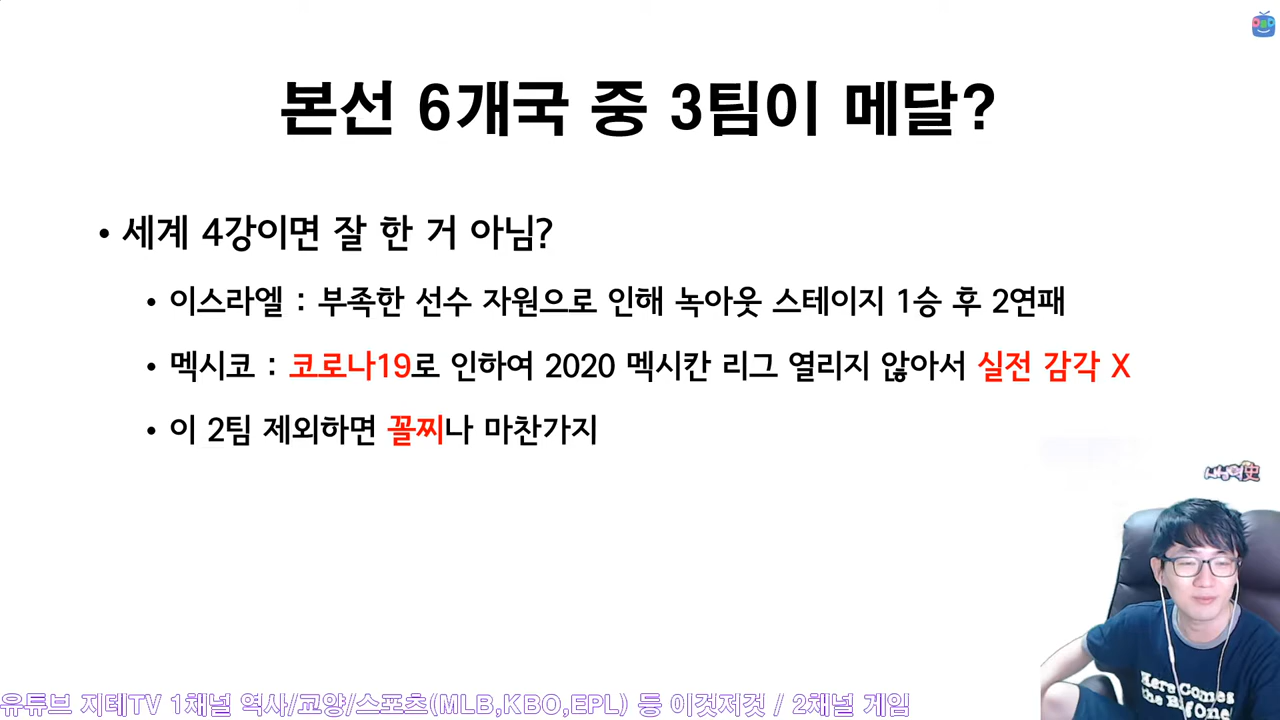 본선 6개국 중 3팀이 메달?
• 세계 4강이면 잘 한 거 아님?
• 이스라엘 : 부족한 선수 자원으로 인해 녹아웃 스테이지 1승 후 2연패
• 멕시코 : 코로나19로 인하여 2020 멕시칸 리그 열리지 않아서 실전 감각 X
• 이 2팀 제외하면 꼴찌나 마찬가지
Here Comes
the Big One!
유튜브 지테TV 1채널 역사/교양/스포츠(MLB,KBO,EPL) 등 이것저것 / 2채널 게임